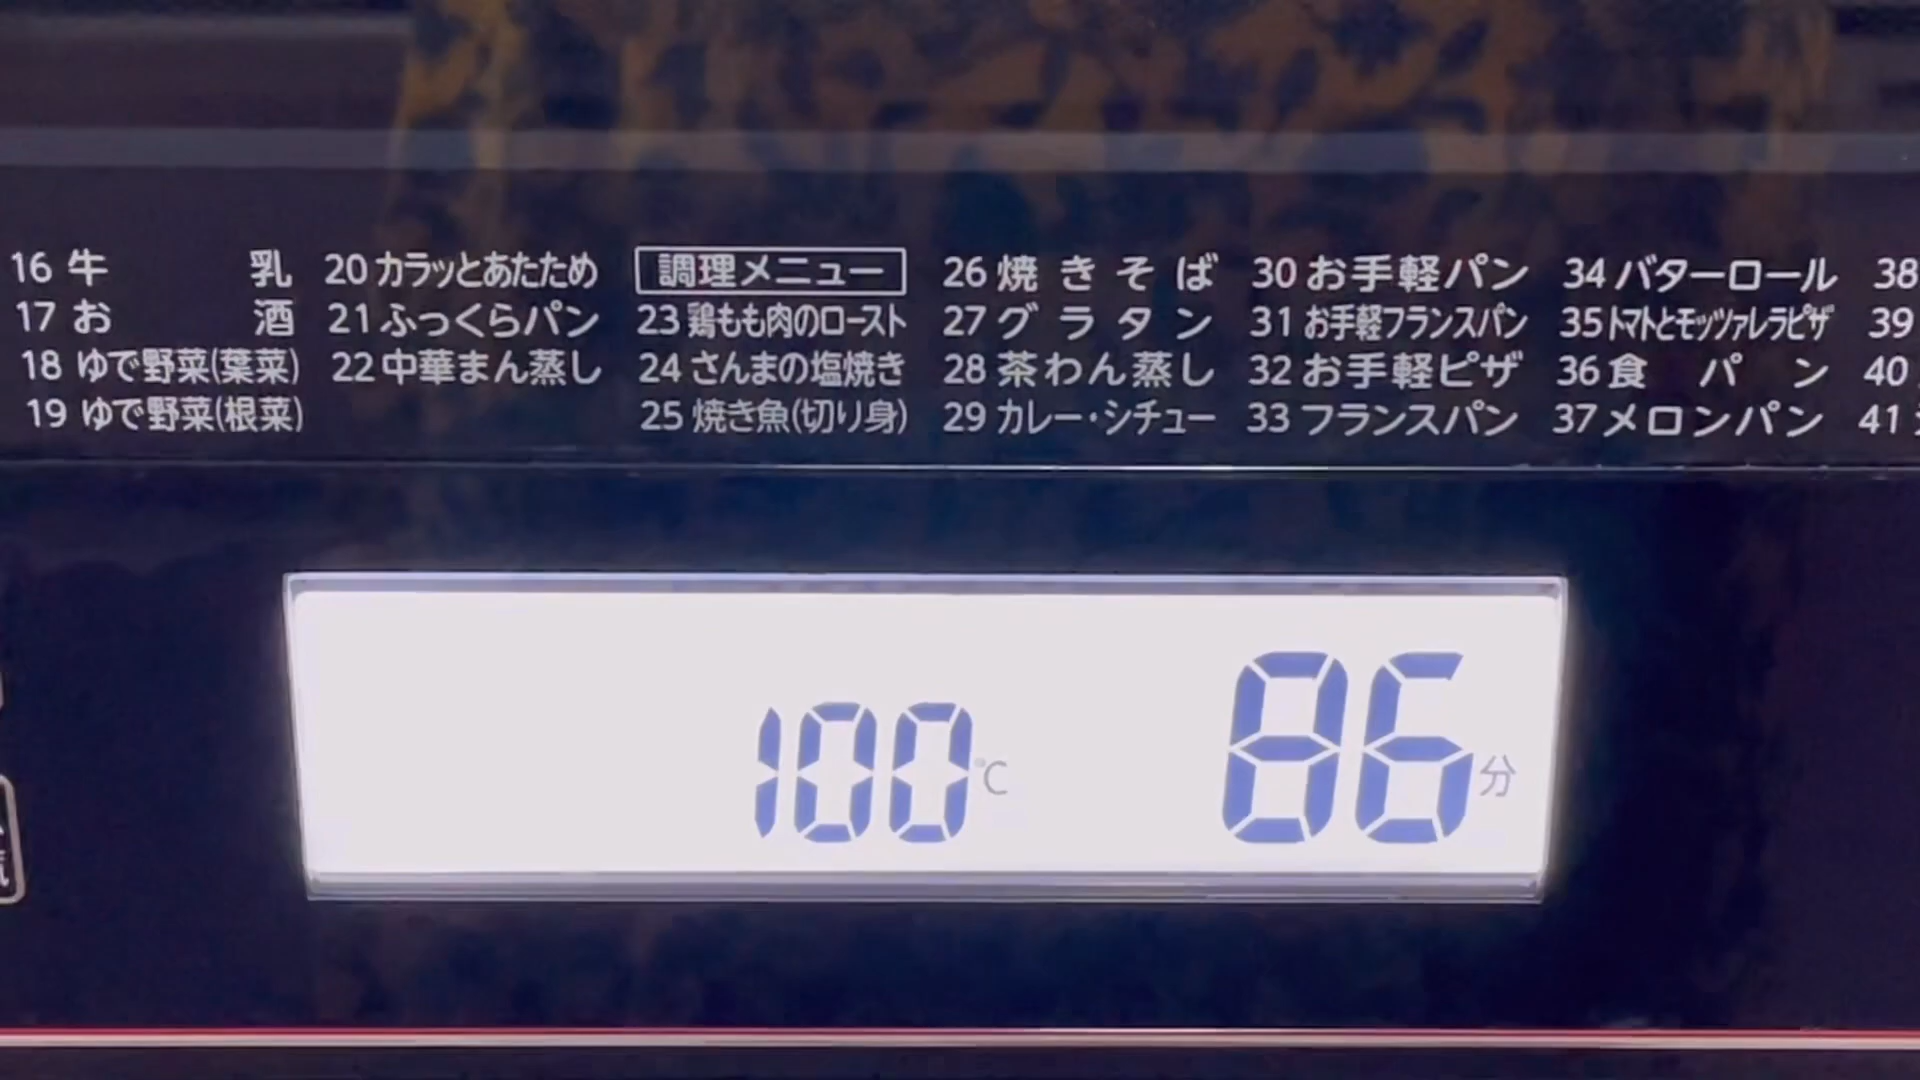 16 牛乳 20 カラッとあたため 調理メニュー 26 焼きそば 30 お手軽パン 34 バターロール 38
17 お酒 21 ふっくらパン 23 鶏もも肉のロースト 27 グラタン 31 お手軽フランスパン 35 トマトとモッツァレラピザ 39
18 ゆで野菜(葉菜) 22 中華まん蒸し 24 さんまの塩焼き 28 茶わん蒸し 32 お手軽ピザ 36 食パン 40
19 ゆで野菜(根菜) 25 焼き魚(切り身) 29 カレー・シチュー 33 フランスパン 37 メロンパン 41
100℃ 86分